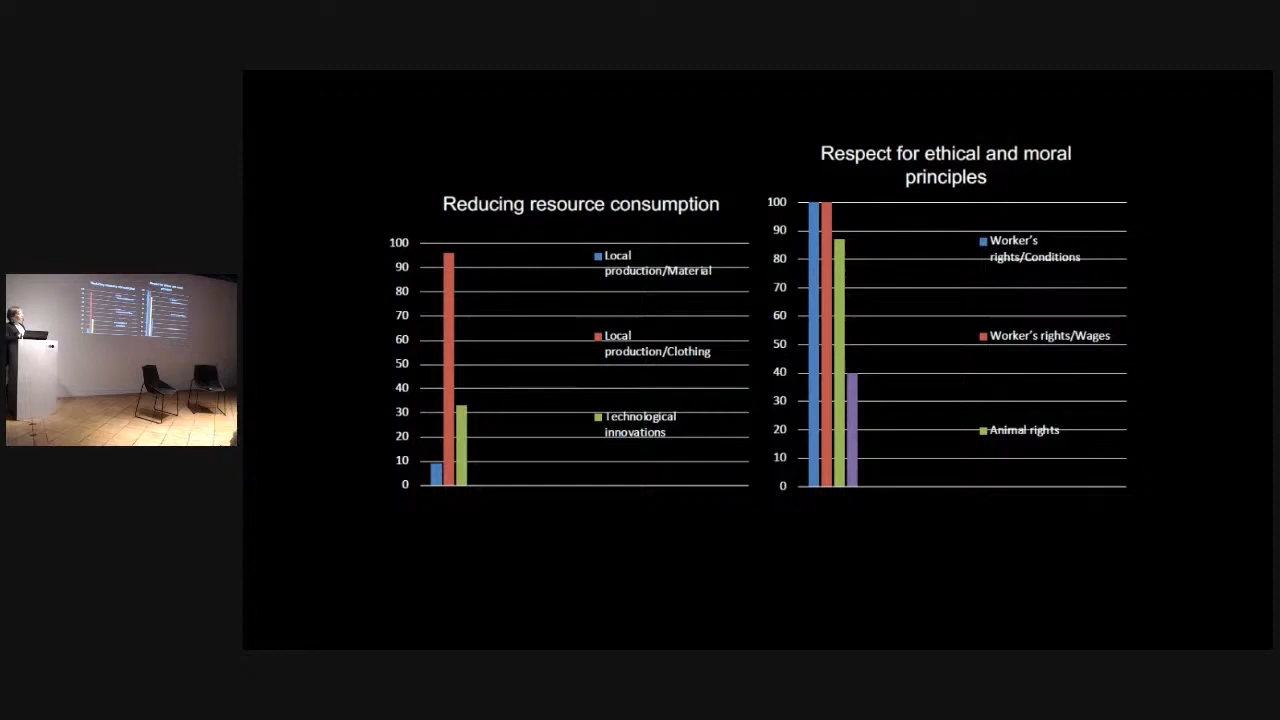 Reducing resource consumption
100
90
80
70
60
50
40
30
20
10
0
Local
production/Material
Local
production/Clothing
Technological
innovations
Respect for ethical and moral
principles
100
90
80
70
60
50
40
30
20
10
0
Worker's
rights/Conditions
Worker's rights/Wages
Animal rights